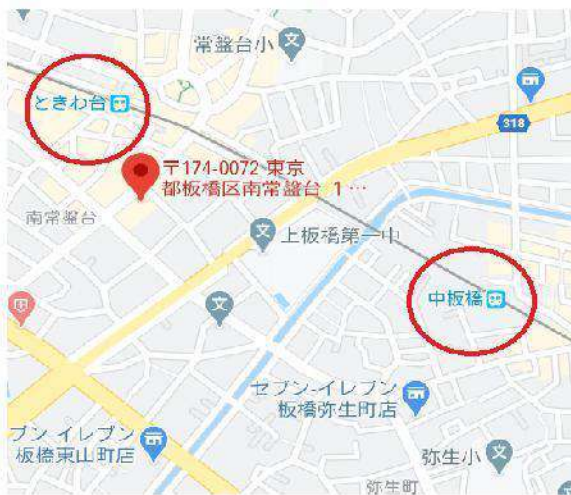 常盤台小
ときわ台
318
〒174-0072 東京
都板橋区南常盤台 1…
南常盤台
上板橋第一中
中板橋
セブン-イレブン
板橋弥生町店
ブン イレブン
板橋東山町店
弥生小
弥生町